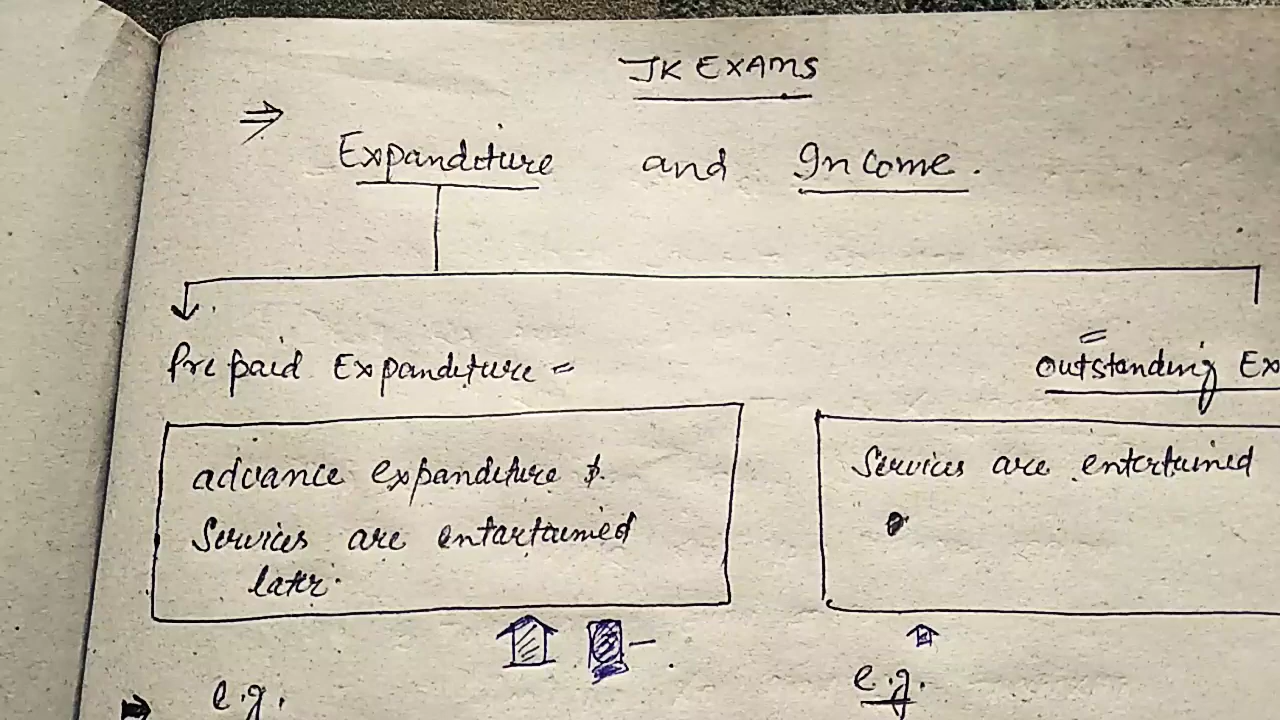 JK EXAMS
⇒
Expanditure and Income.
Prepaid Expanditure =
= Outstanding Ex
advance expanditure &.
Services are entartained
later.
Services are entertained
e.g.
e.g.